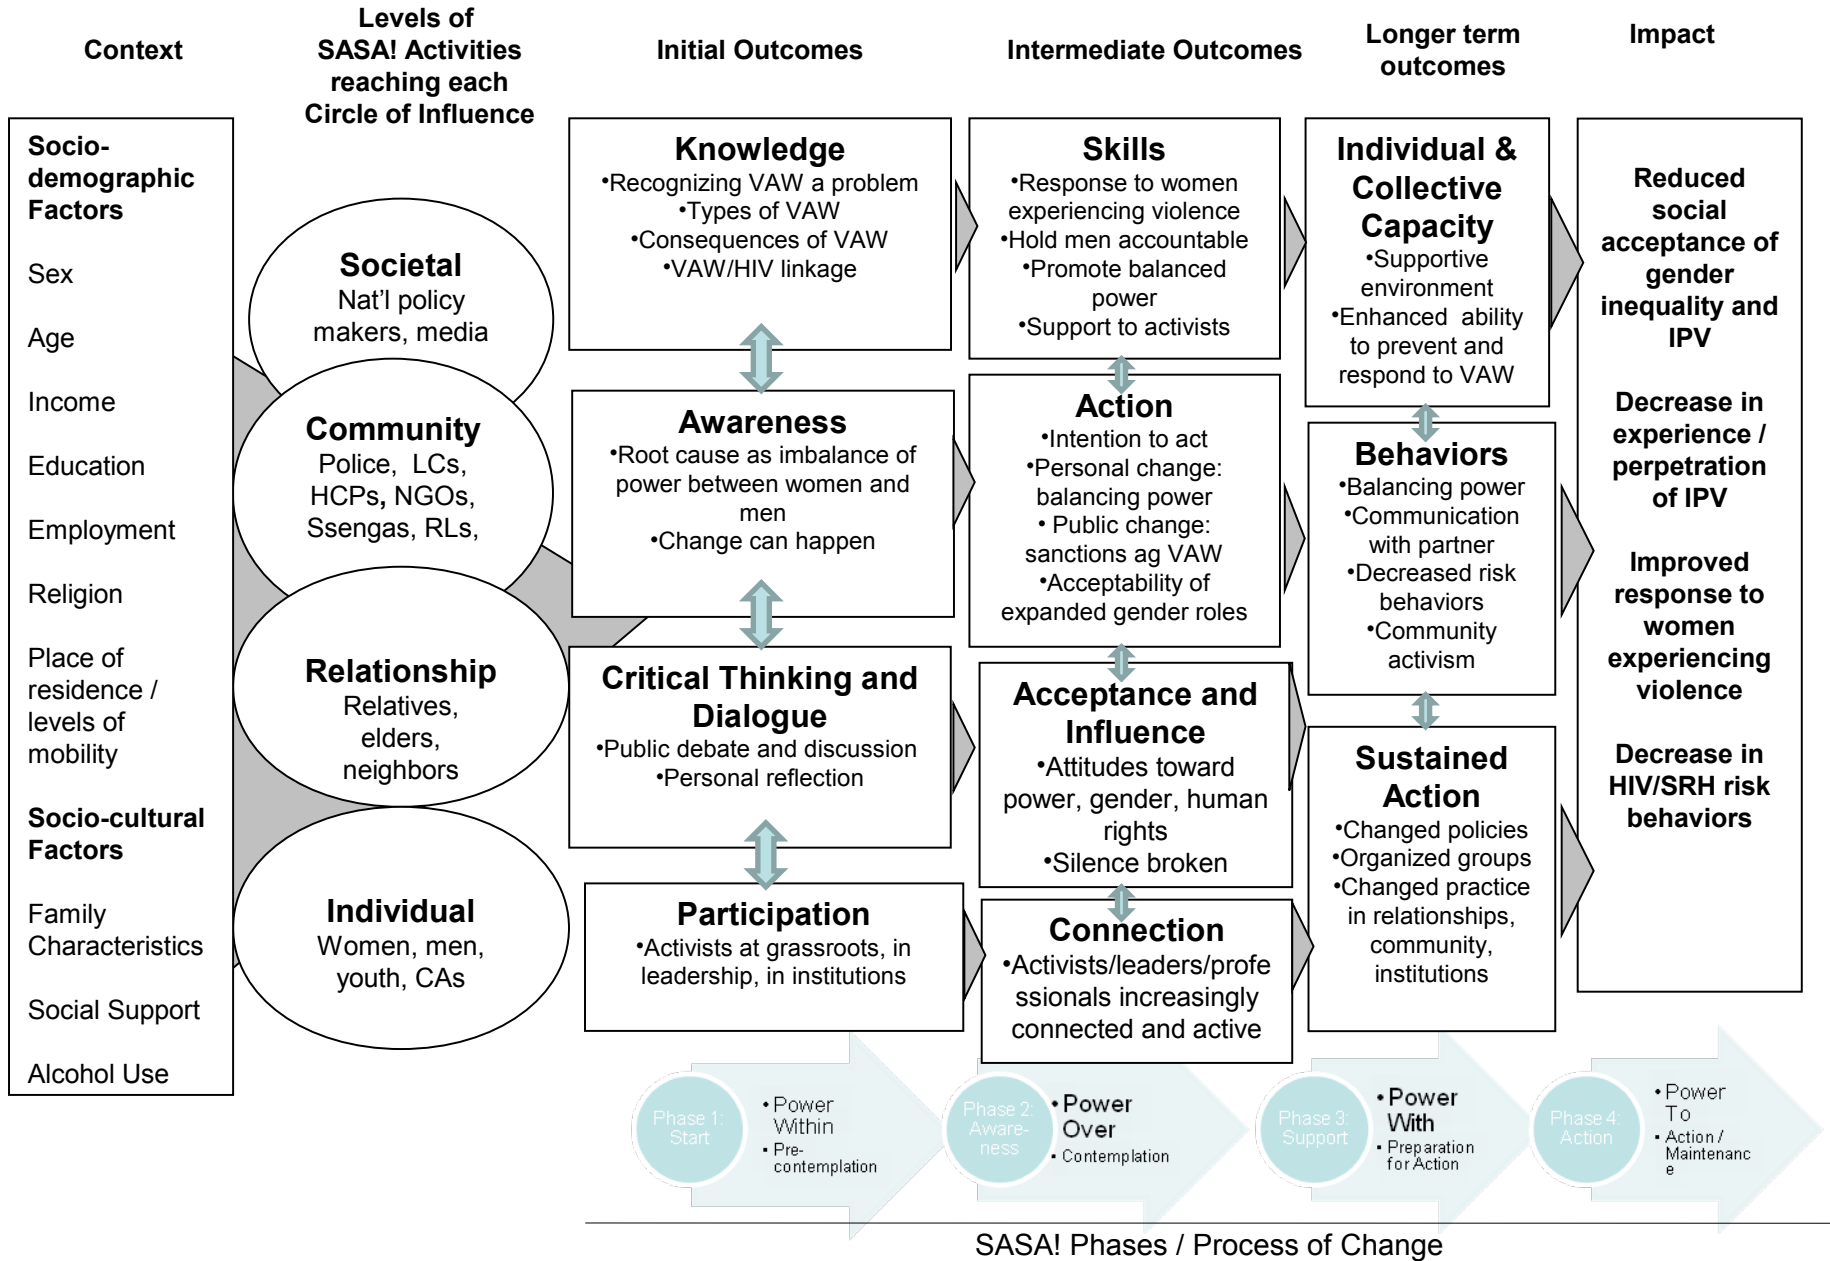 Context
Levels of
SASA! Activities
reaching each
Circle of Influence
Initial Outcomes
Intermediate Outcomes
Longer term
outcomes
Impact
Socio-
demographic
Factors
Sex
Age
Income
Education
Employment
Religion
Place of
residence /
levels of
mobility
Socio-cultural
Factors
Family
Characteristics
Social Support
Alcohol Use
Societal
Nat'l policy
makers, media
Community
Police, LCs,
HCPs, NGOs,
Ssengas, RLs,
Relationship
Relatives,
elders,
neighbors
Individual
Women, men,
youth, CAs
Knowledge
•Recognizing VAW a problem
•Types of VAW
•Consequences of VAW
•VAW/HIV linkage
Awareness
•Root cause as imbalance of
power between women and
men
•Change can happen
Critical Thinking and
Dialogue
•Public debate and discussion
•Personal reflection
Participation
•Activists at grassroots, in
leadership, in institutions
Skills
•Response to women
experiencing violence
•Hold men accountable
•Promote balanced
power
•Support to activists
Action
•Intention to act
•Personal change:
balancing power
• Public change:
sanctions ag VAW
•Acceptability of
expanded gender roles
Acceptance and
Influence
•Attitudes toward
power, gender, human
rights
•Silence broken
Connection
•Activists/leaders/profe
ssionals increasingly
connected and active
Individual &
Collective
Capacity
•Supportive
environment
•Enhanced ability
to prevent and
respond to VAW
Behaviors
•Balancing power
•Communication
with partner
•Decreased risk
behaviors
•Community
activism
Sustained
Action
•Changed policies
•Organized groups
•Changed practice
in relationships,
community,
institutions
Reduced
social
acceptance of
gender
inequality and
IPV
Decrease in
experience /
perpetration
of IPV
Improved
response to
women
experiencing
violence
Decrease in
HIV/SRH risk
behaviors
Phase 1:
Start
• Power
Within
• Pre-
contemplation
Phase 2:
Aware-
ness
• Power
Over
• Contemplation
Phase 3:
Support
• Power
With
• Preparation
for Action
Phase 4:
Action
• Power
To
• Action /
Maintenanc
e
SASA! Phases / Process of Change